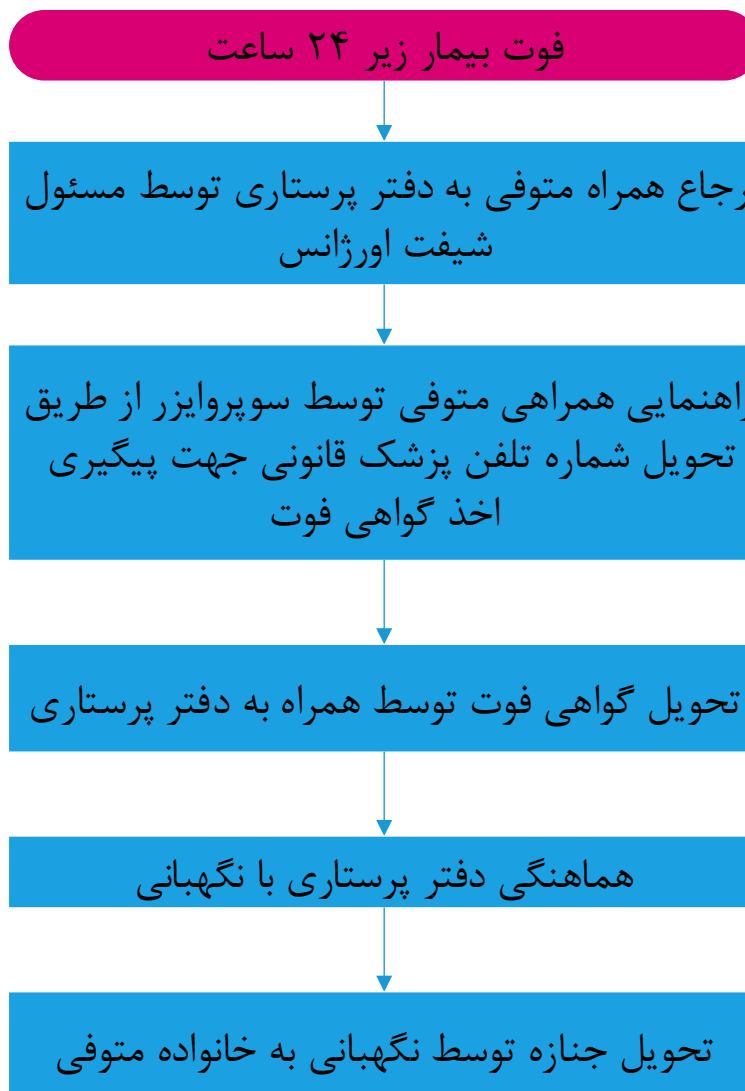 فوت بیمار زیر ۲۴ ساعت
رجاع همراه متوفی به دفتر پرستاری توسط مسئول
شیفت اورژانس
راهنمایی همراهی متوفی توسط سوپروایزر از طریق
تحویل شماره تلفن پزشک قانونی جهت پیگیری
اخذ گواهی فوت
تحویل گواهی فوت توسط همراه به دفتر پرستاری
هماهنگی دفتر پرستاری با نگهبانی
تحویل جنازه توسط نگهبانی به خانواده متوفی